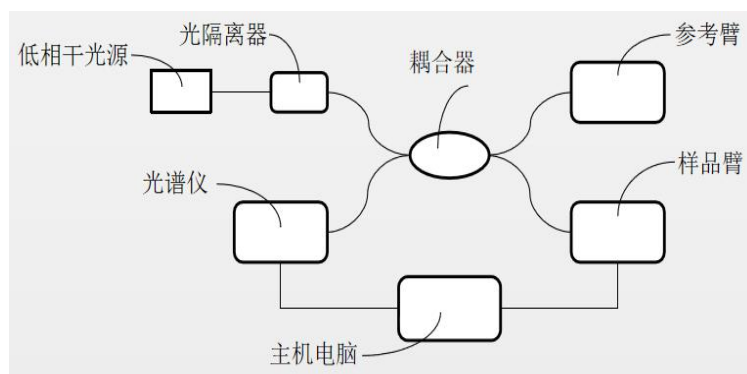 低相干光源
光隔离器
耦合器
参考臂
光谱仪
样品臂
主机电脑